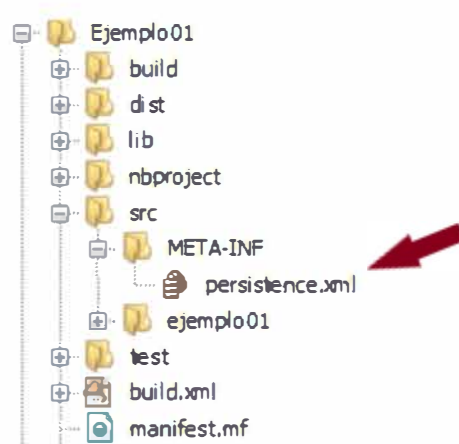 Ejemplo01
build
dist
lib
nbproject
src
META-INF
persistence.xml
ejemplo01
test
build.xml
manifest.mf